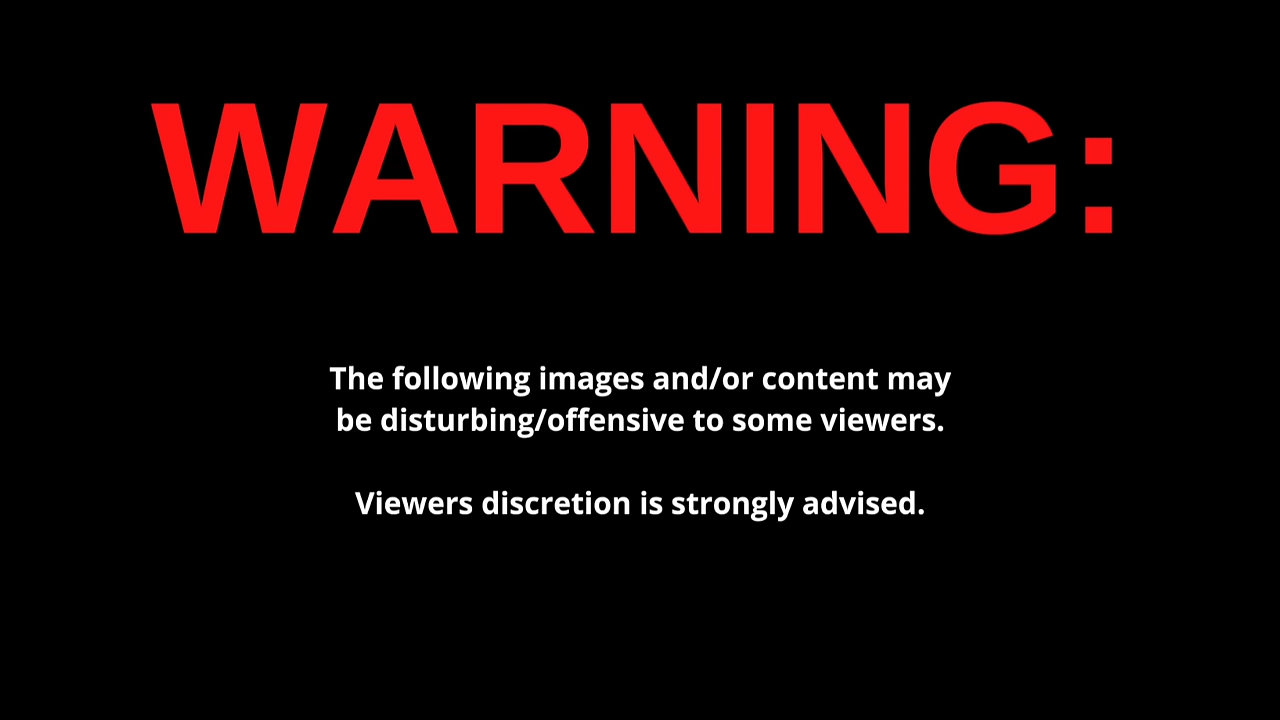 WARNING:
The following images and/or content may
be disturbing/offensive to some viewers.
Viewers discretion is strongly advised.